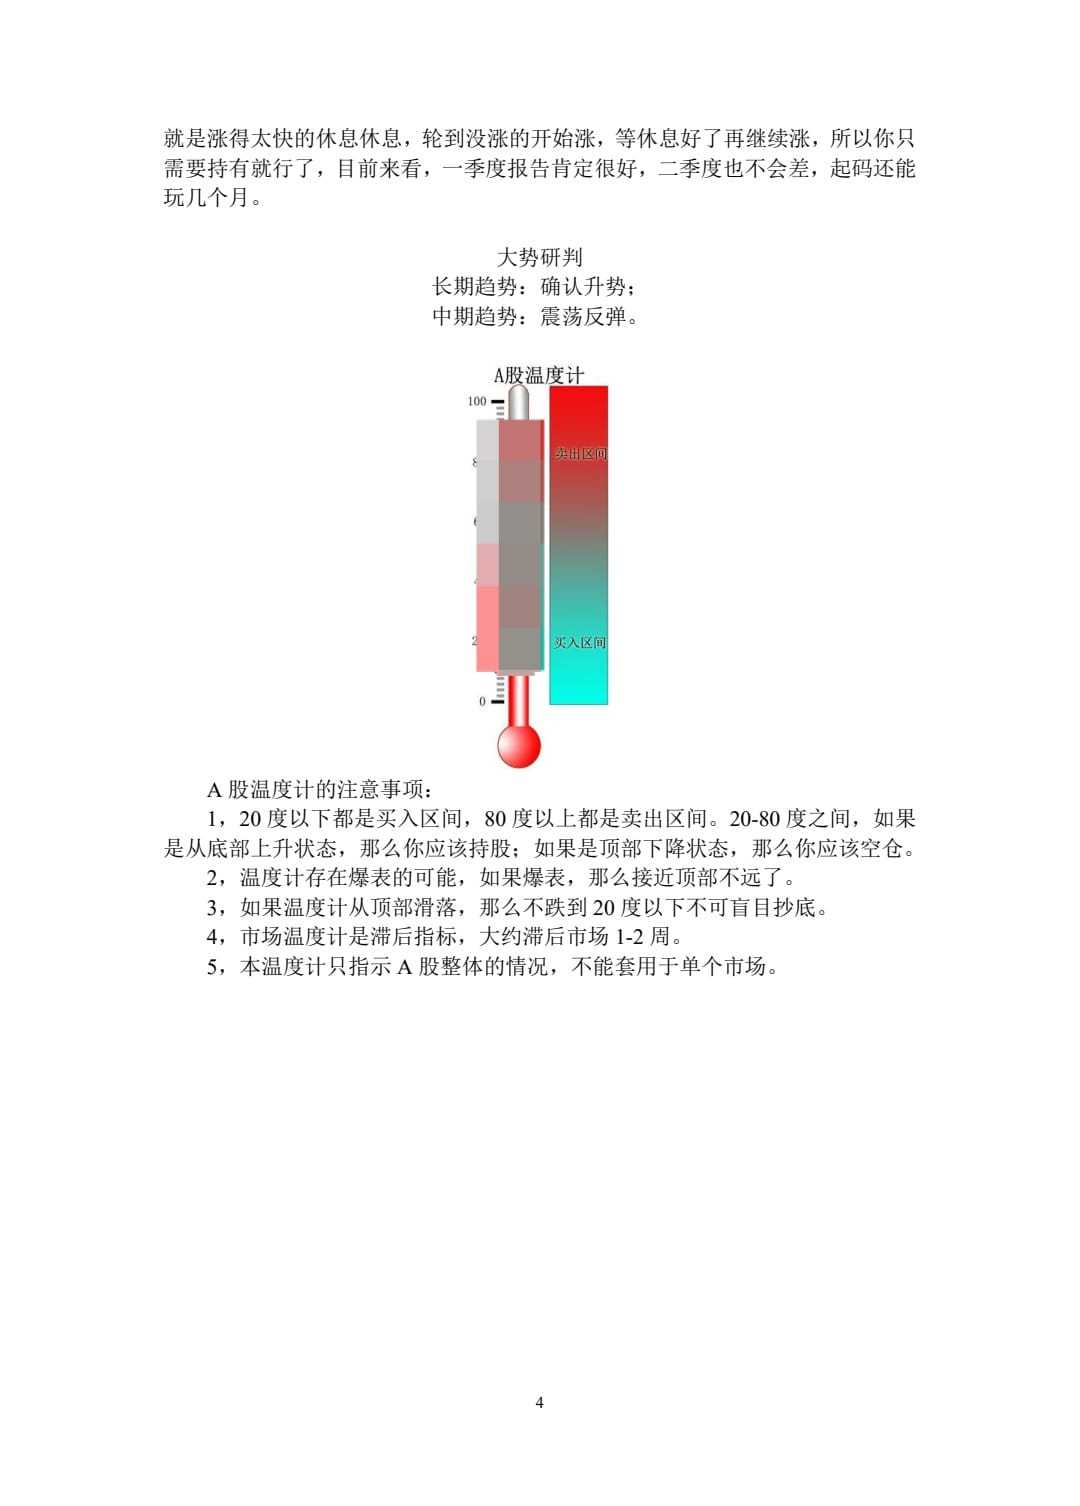 就是涨得太快的休息休息，轮到没涨的开始涨，等休息好了再继续涨，所以你只
需要持有就行了，目前来看，一季度报告肯定很好，二季度也不会差，起码还能
玩几个月。
大势研判
长期趋势：确认升势；
中期趋势：震荡反弹。
A股温度计
100
卖出区间
买入区间
0
A 股温度计的注意事项：
1，20 度以下都是买入区间，80 度以上都是卖出区间。20-80 度之间，如果
是从底部上升状态，那么你应该持股；如果是顶部下降状态，那么你应该空仓。
2，温度计存在爆表的可能，如果爆表，那么接近顶部不远了。
3，如果温度计从顶部滑落，那么不跌到 20 度以下不可盲目抄底。
4，市场温度计是滞后指标，大约滞后市场 1-2 周。
5，本温度计只指示 A 股整体的情况，不能套用于单个市场。
4